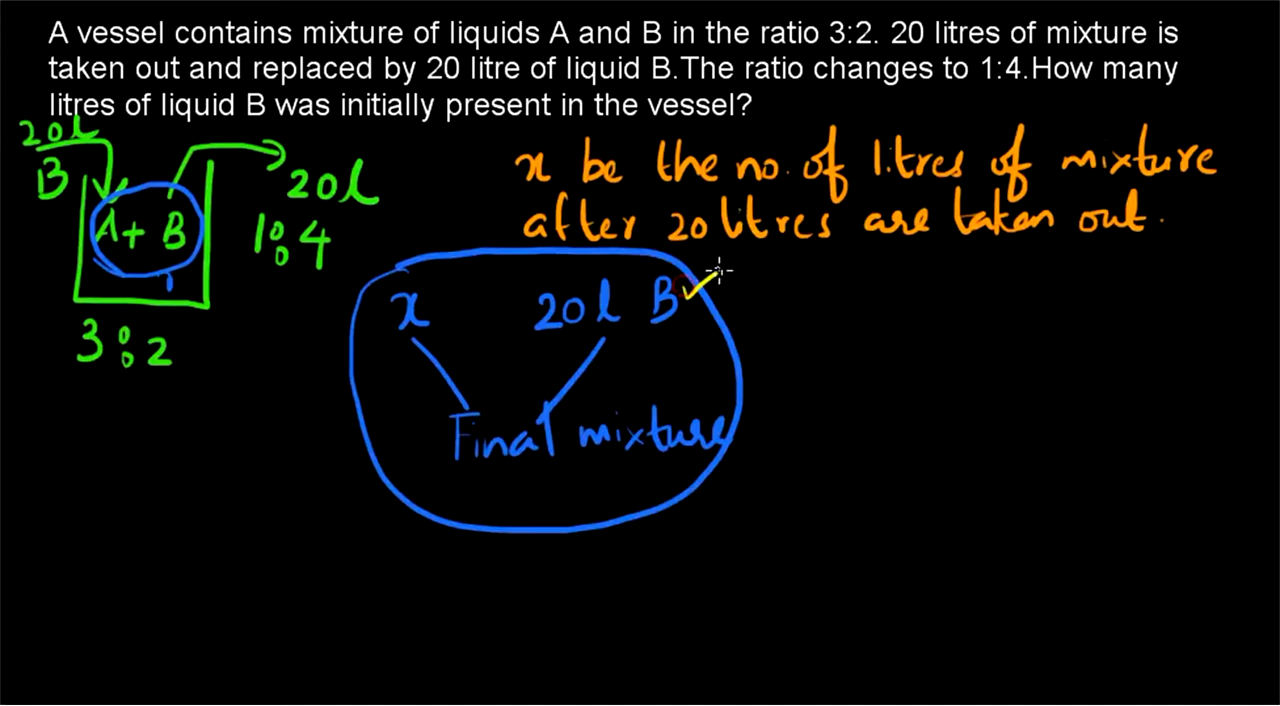 A vessel contains mixture of liquids A and B in the ratio 3:2. 20 litres of mixture is
taken out and replaced by 20 litre of liquid B.The ratio changes to 1:4.How many
litres of liquid B was initially present in the vessel?
20l
B
20l
A + B
1:4
3:2
x be the no. of litres of mixture
after 20 litres are taken out.
x 20l B
Final mixture